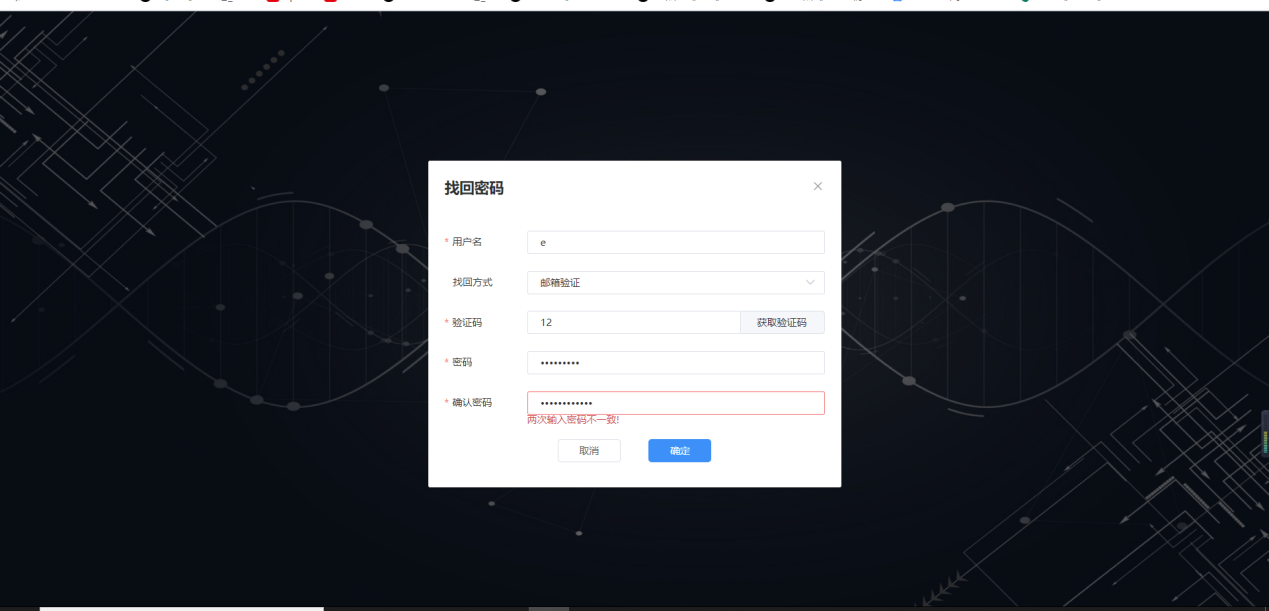 找回密码
* 用户名 e
找回方式 邮箱验证
* 验证码 12 获取验证码
* 密码 •••••••••
* 确认密码 ••••••••••••
两次输入密码不一致!
取消 确定